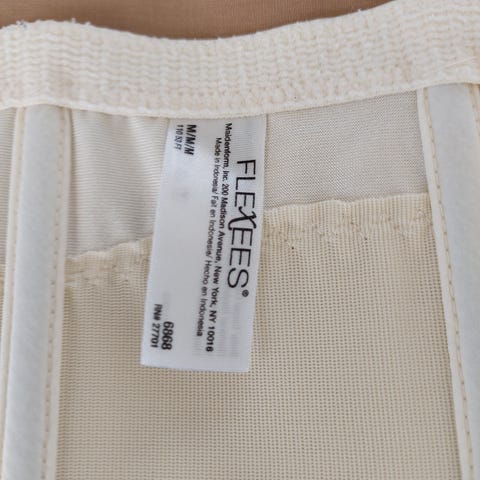 FLEXEES®
Maidenform, Inc. 200 Madison Avenue, New York, NY 10016
Made in Indonesia/ Fait en Indonésie/ Hecho en Indonesia
M/M/M
6868
RN# 27701